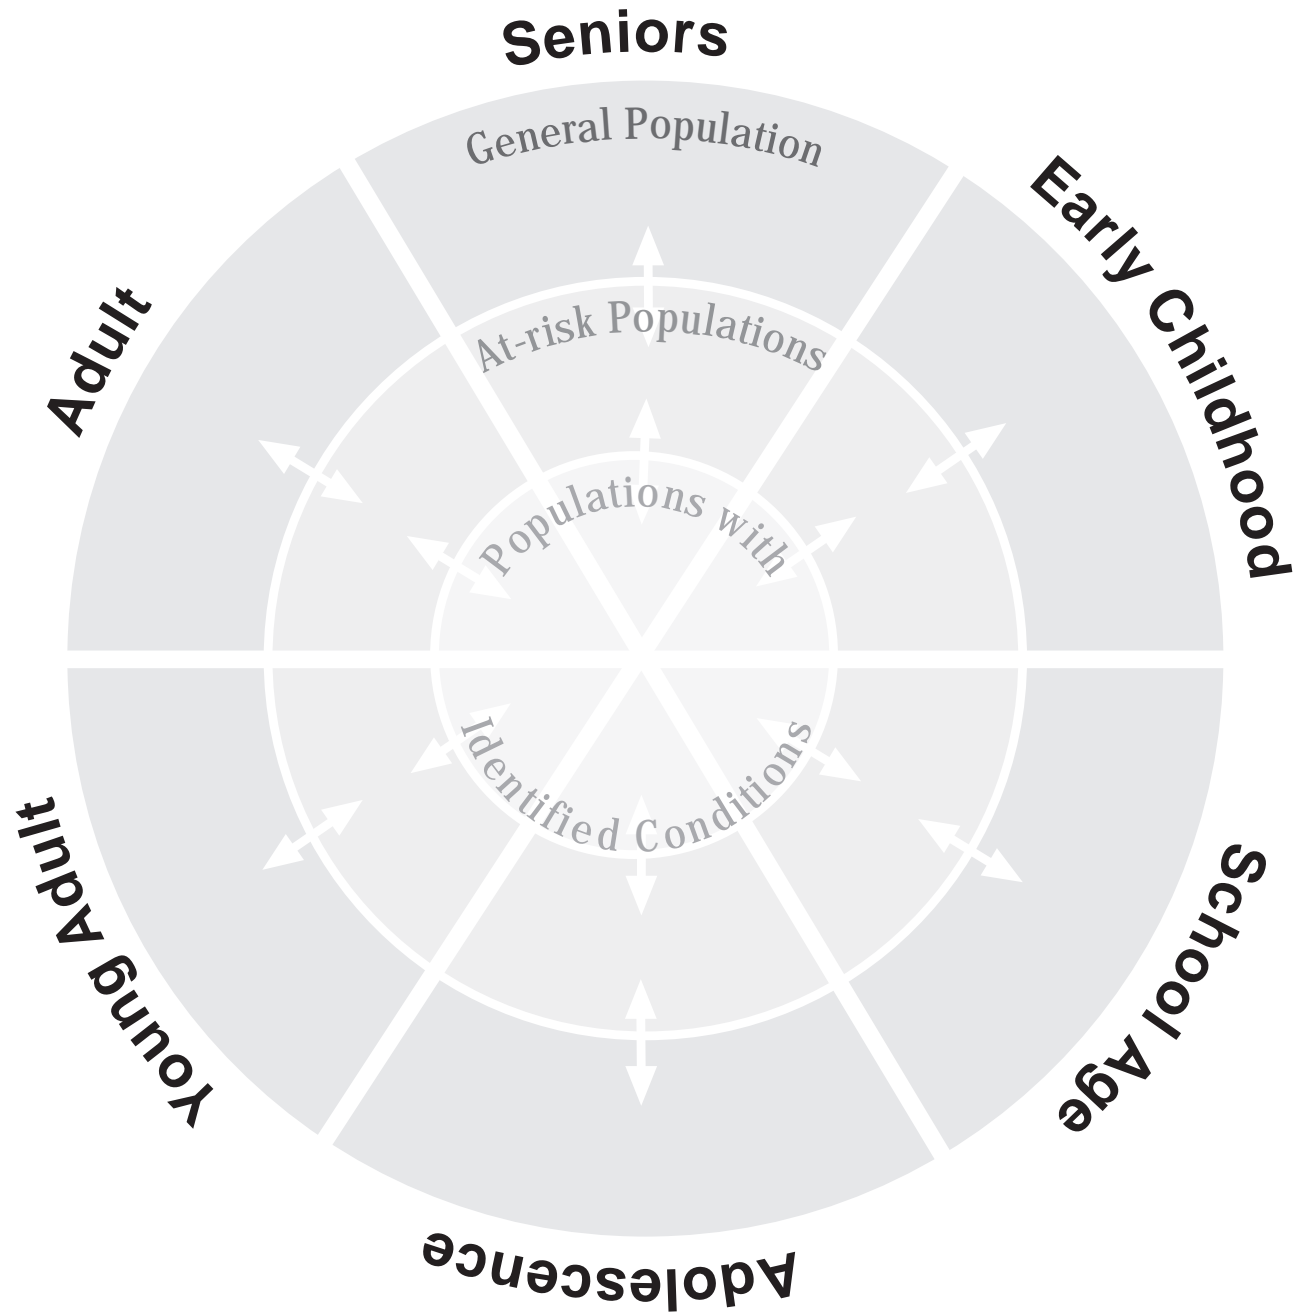 Seniors
Early Childhood
School Age
Adolescence
Young Adult
Adult
General Population
At-risk Populations
Populations with
Identified Conditions